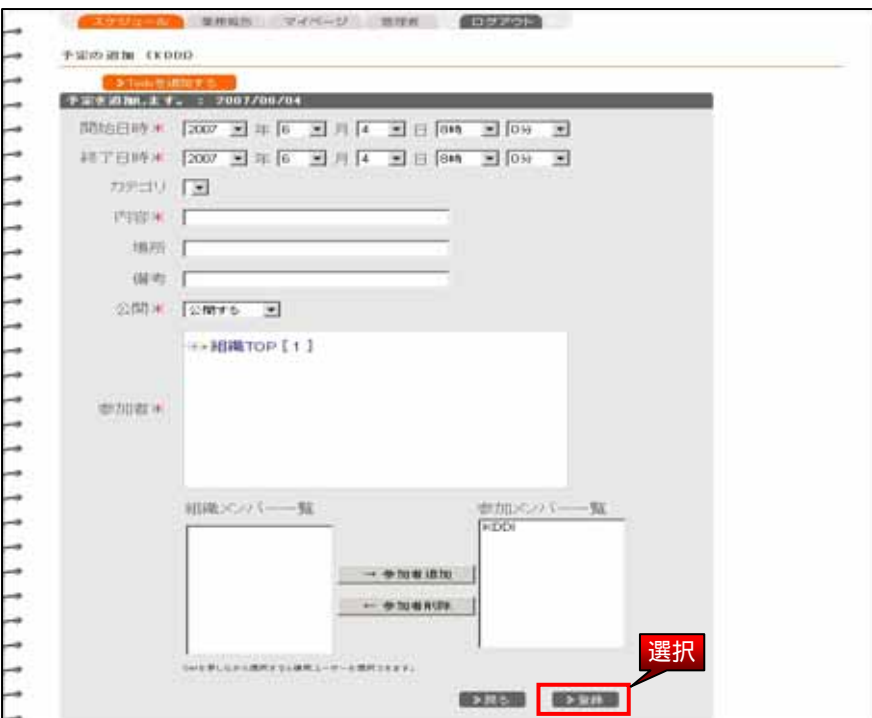 スケジュール 業務報告 マイページ 管理者 ログアウト
予定の追加 (KDDI)
>Todoを追加する
予定を追加します。 : 2007/06/04
開始日時* 2007 年 6 月 4 日 8時 0分
終了日時* 2007 年 6 月 4 日 8時 0分
カテゴリ
内容*
場所
備考
公開* 公開する
組織TOP【1】
参加者*
組織メンバー一覧 参加メンバー一覧
KDDI
→ 参加者追加
← 参加者削除
選択
>戻る >登録